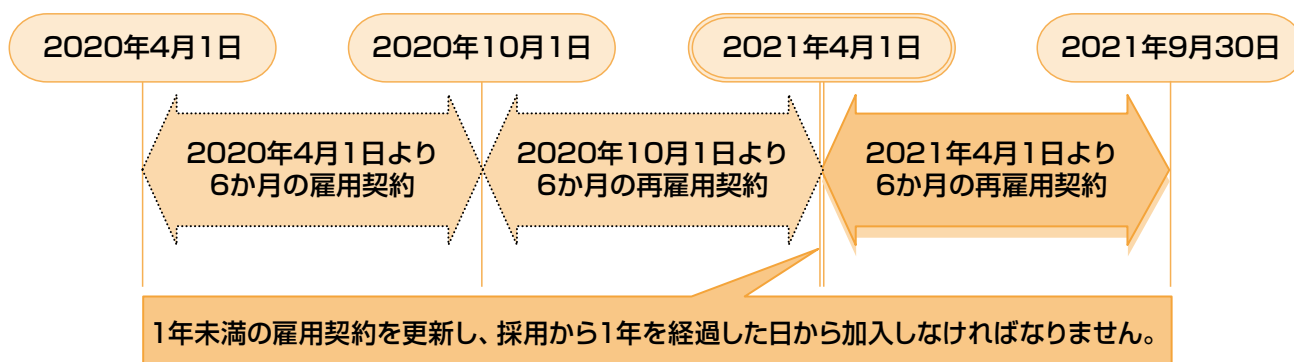 2020年4月1日
2020年10月1日
2021年4月1日
2021年9月30日
2020年4月1日より
6か月の雇用契約
2020年10月1日より
6か月の再雇用契約
2021年4月1日より
6か月の再雇用契約
1年未満の雇用契約を更新し、採用から1年を経過した日から加入しなければなりません。